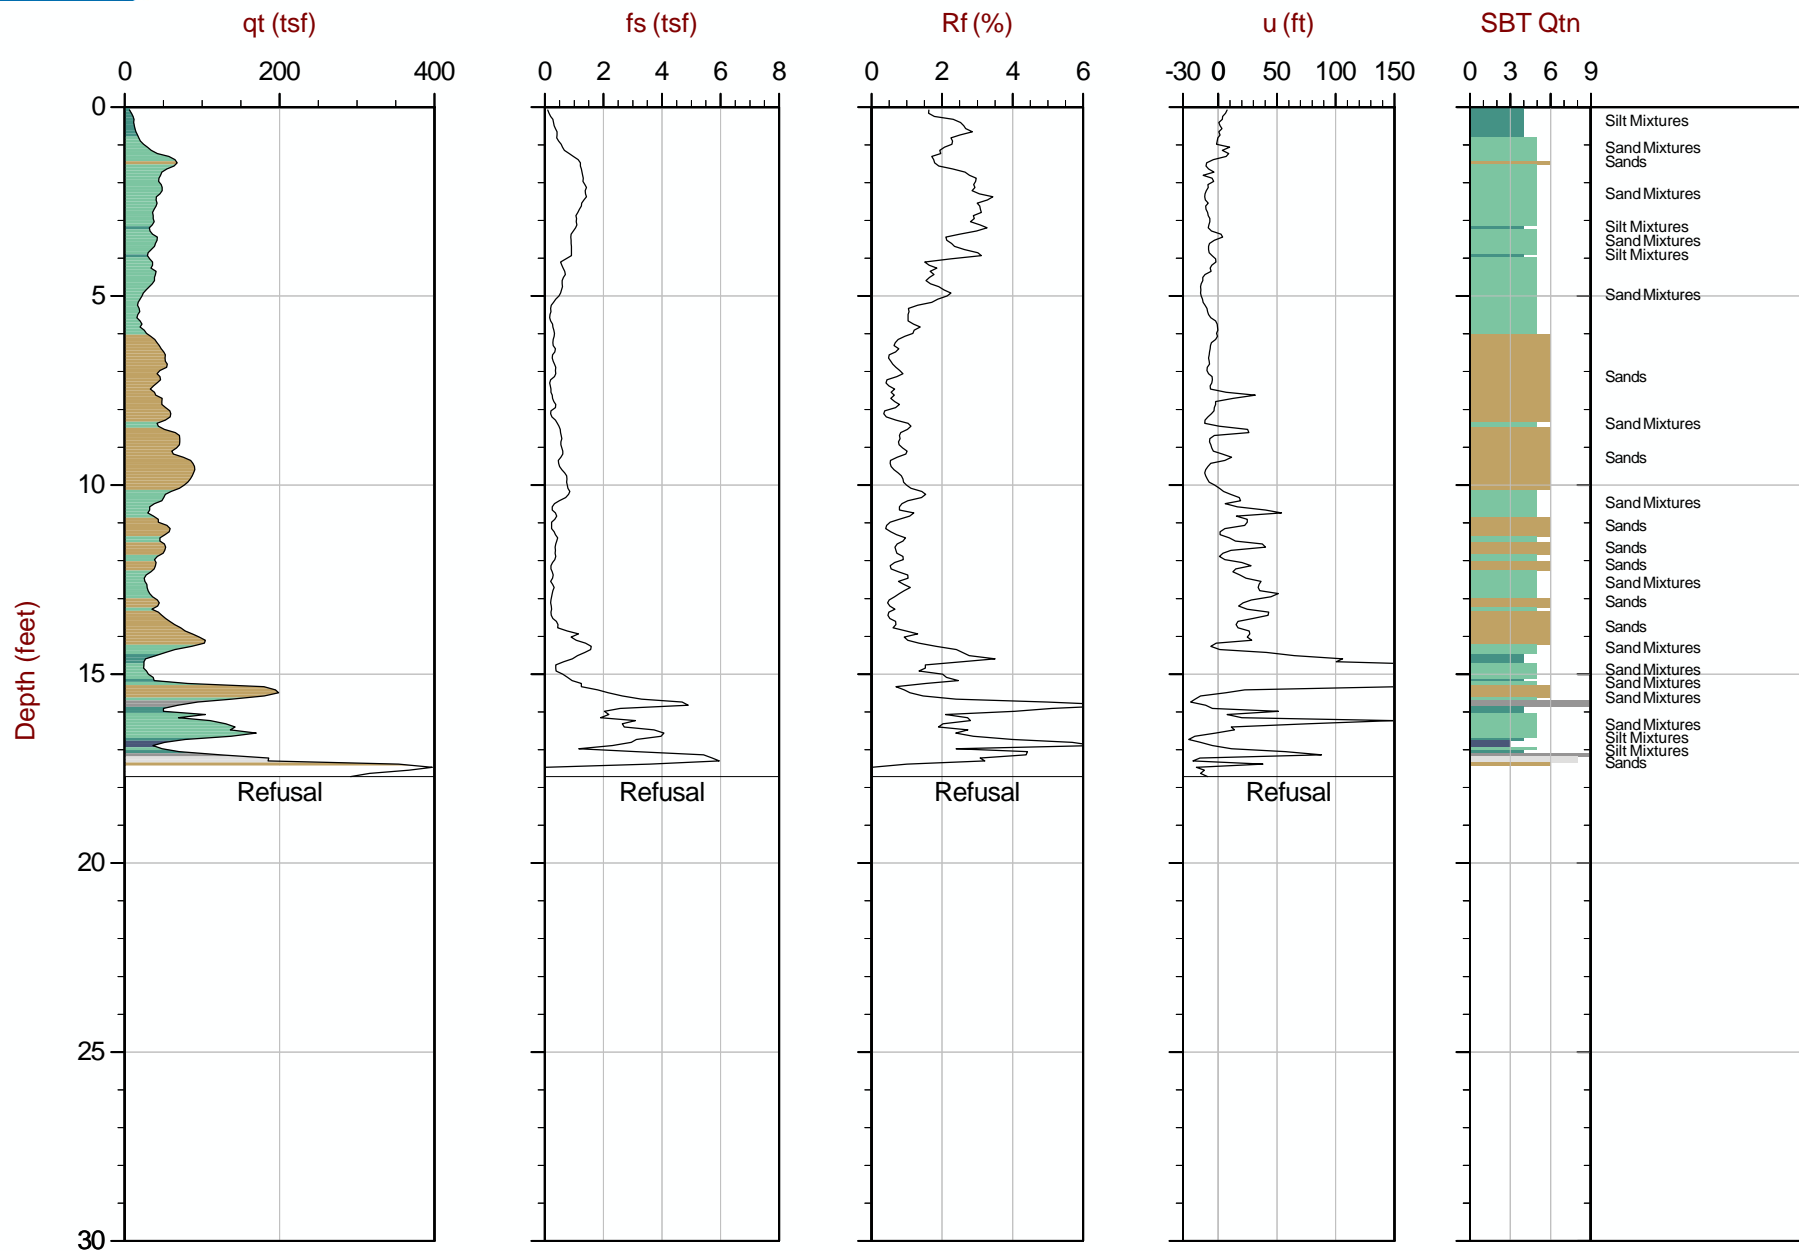 qt (tsf) fs (tsf) Rf (%) u (ft) SBT Qtn
0 200 400 0 2 4 6 8 0 2 4 6 -30 0 50 100 150 0 3 6 9
0
Silt Mixtures
Sand Mixtures
Sands
Sand Mixtures
Silt Mixtures
Sand Mixtures
Silt Mixtures
5 Sand Mixtures
Sands
Sand Mixtures
Sands
10
Sand Mixtures
Sands
Sands
Sands
Sand Mixtures
Sands
Sands
Sand Mixtures
15 Sand Mixtures
Sand Mixtures
Sand Mixtures
Sand Mixtures
Silt Mixtures
Silt Mixtures
Sands
Depth (feet)
Refusal Refusal Refusal Refusal
20
25
30